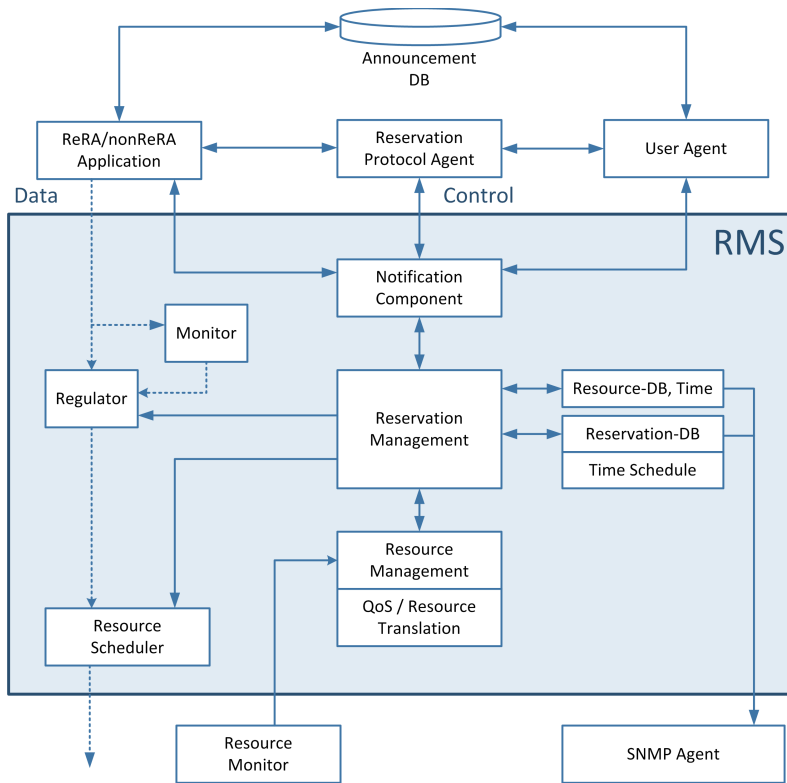 Announcement
DB
ReRA/nonReRA
Application
Reservation
Protocol Agent
User Agent
Data
Control
RMS
Notification
Component
Monitor
Regulator
Reservation
Management
Resource-DB, Time
Reservation-DB
Time Schedule
Resource
Management
QoS / Resource
Translation
Resource
Scheduler
Resource
Monitor
SNMP Agent